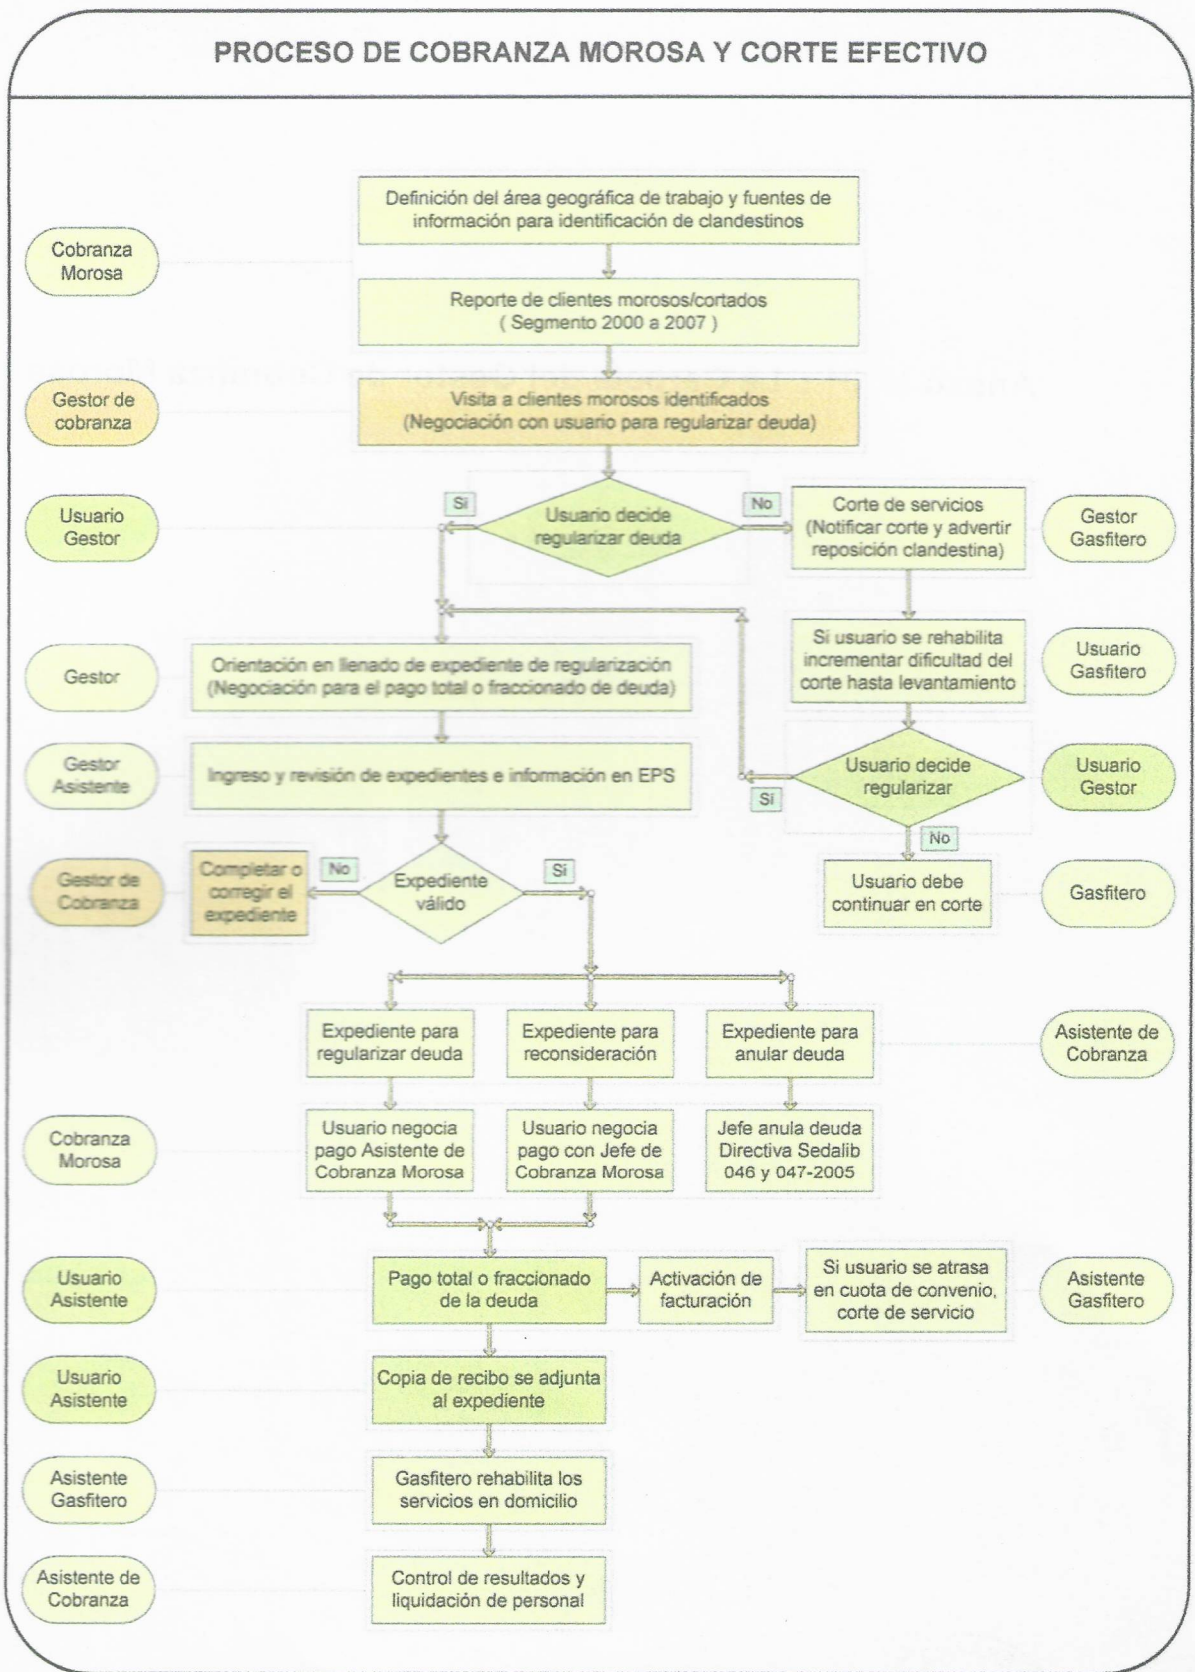 PROCESO DE COBRANZA MOROSA Y CORTE EFECTIVO
Definición del área geográfica de trabajo y fuentes de
información para identificación de clandestinos
Cobranza
Morosa
Reporte de clientes morosos/cortados
( Segmento 2000 a 2007 )
Gestor de
cobranza
Visita a clientes morosos identificados
(Negociación con usuario para regularizar deuda)
Usuario
Gestor
Si
Usuario decide
regularizar deuda
No
Corte de servicios
(Notificar corte y advertir
reposición clandestina)
Gestor
Gasfitero
Gestor
Orientación en llenado de expediente de regularización
(Negociación para el pago total o fraccionado de deuda)
Si usuario se rehabilita
incrementar dificultad del
corte hasta levantamiento
Usuario
Gasfitero
Gestor
Asistente
Ingreso y revisión de expedientes e información en EPS
Si
Usuario decide
regularizar
Usuario
Gestor
No
Gestor de
Cobranza
Completar o
corregir el
expediente
No
Expediente
válido
Si
Usuario debe
continuar en corte
Gasfitero
Expediente para
regularizar deuda
Expediente para
reconsideración
Expediente para
anular deuda
Asistente de
Cobranza
Cobranza
Morosa
Usuario negocia
pago Asistente de
Cobranza Morosa
Usuario negocia
pago con Jefe de
Cobranza Morosa
Jefe anula deuda
Directiva Sedalib
046 y 047-2005
Usuario
Asistente
Pago total o fraccionado
de la deuda
Activación de
facturación
Si usuario se atrasa
en cuota de convenio,
corte de servicio
Asistente
Gasfitero
Usuario
Asistente
Copia de recibo se adjunta
al expediente
Asistente
Gasfitero
Gasfitero rehabilita los
servicios en domicilio
Asistente de
Cobranza
Control de resultados y
liquidación de personal